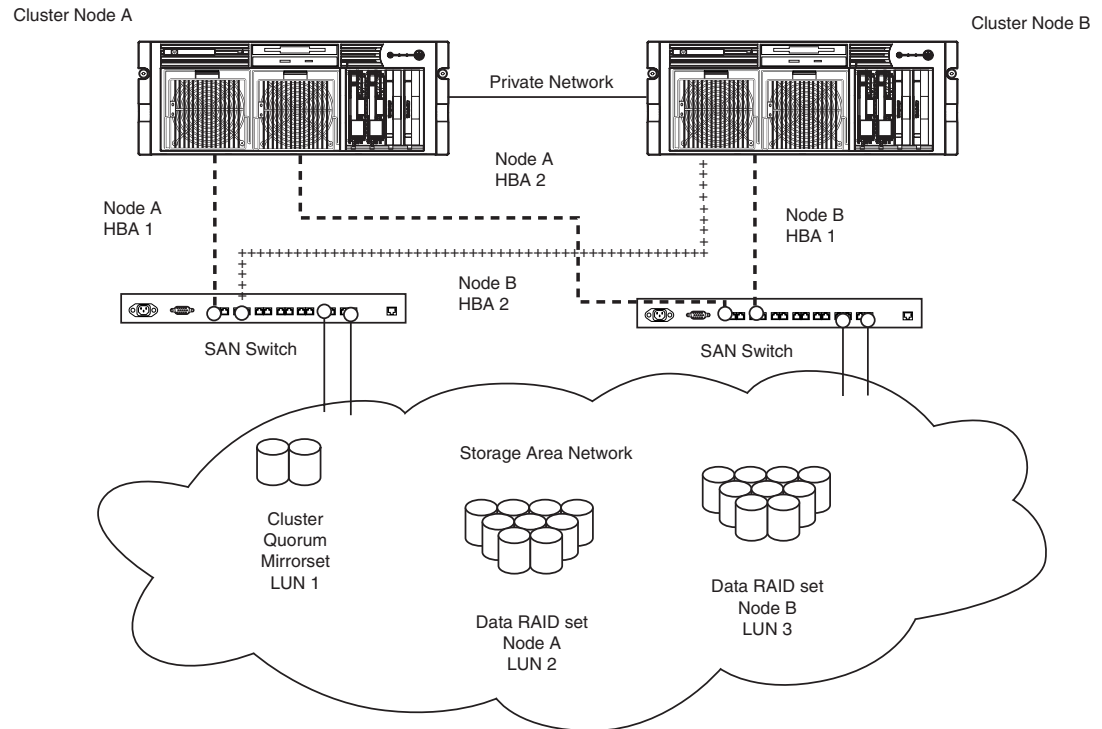 Cluster Node A
Cluster Node B
Private Network
Node A
HBA 2
Node A
HBA 1
Node B
HBA 1
Node B
HBA 2
SAN Switch
SAN Switch
Storage Area Network
Cluster
Quorum
Mirrorset
LUN 1
Data RAID set
Node A
LUN 2
Data RAID set
Node B
LUN 3